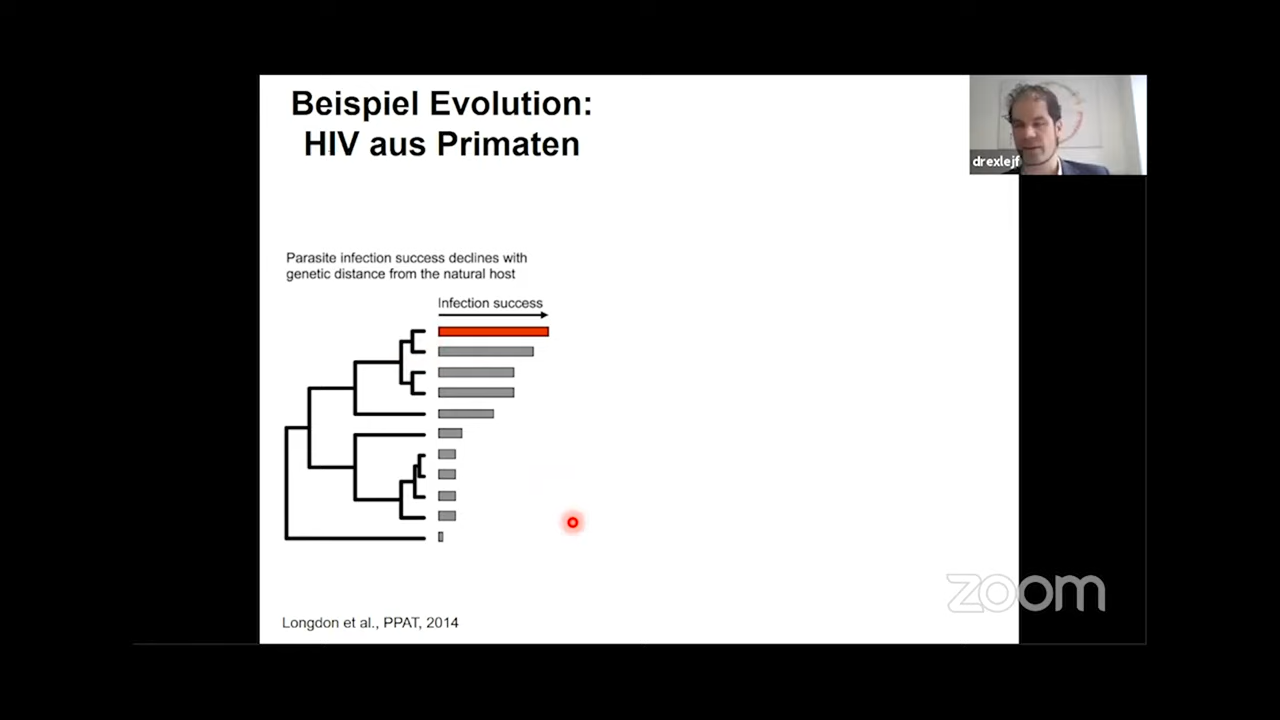 Beispiel Evolution:
HIV aus Primaten
drexlejf
Parasite infection success declines with
genetic distance from the natural host
Infection success
Longdon et al., PPAT, 2014
zoom